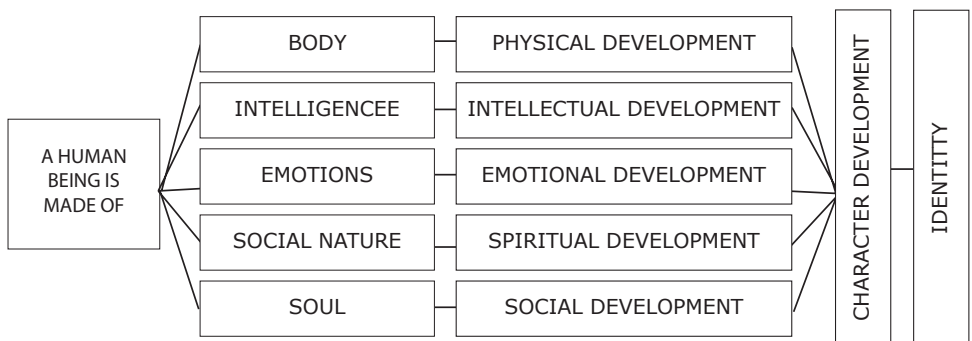 A HUMAN
BEING IS
MADE OF
BODY
PHYSICAL DEVELOPMENT
INTELLIGENCEE
INTELLECTUAL DEVELOPMENT
EMOTIONS
EMOTIONAL DEVELOPMENT
SOCIAL NATURE
SPIRITUAL DEVELOPMENT
SOUL
SOCIAL DEVELOPMENT
CHARACTER DEVELOPMENT
IDENTITTY